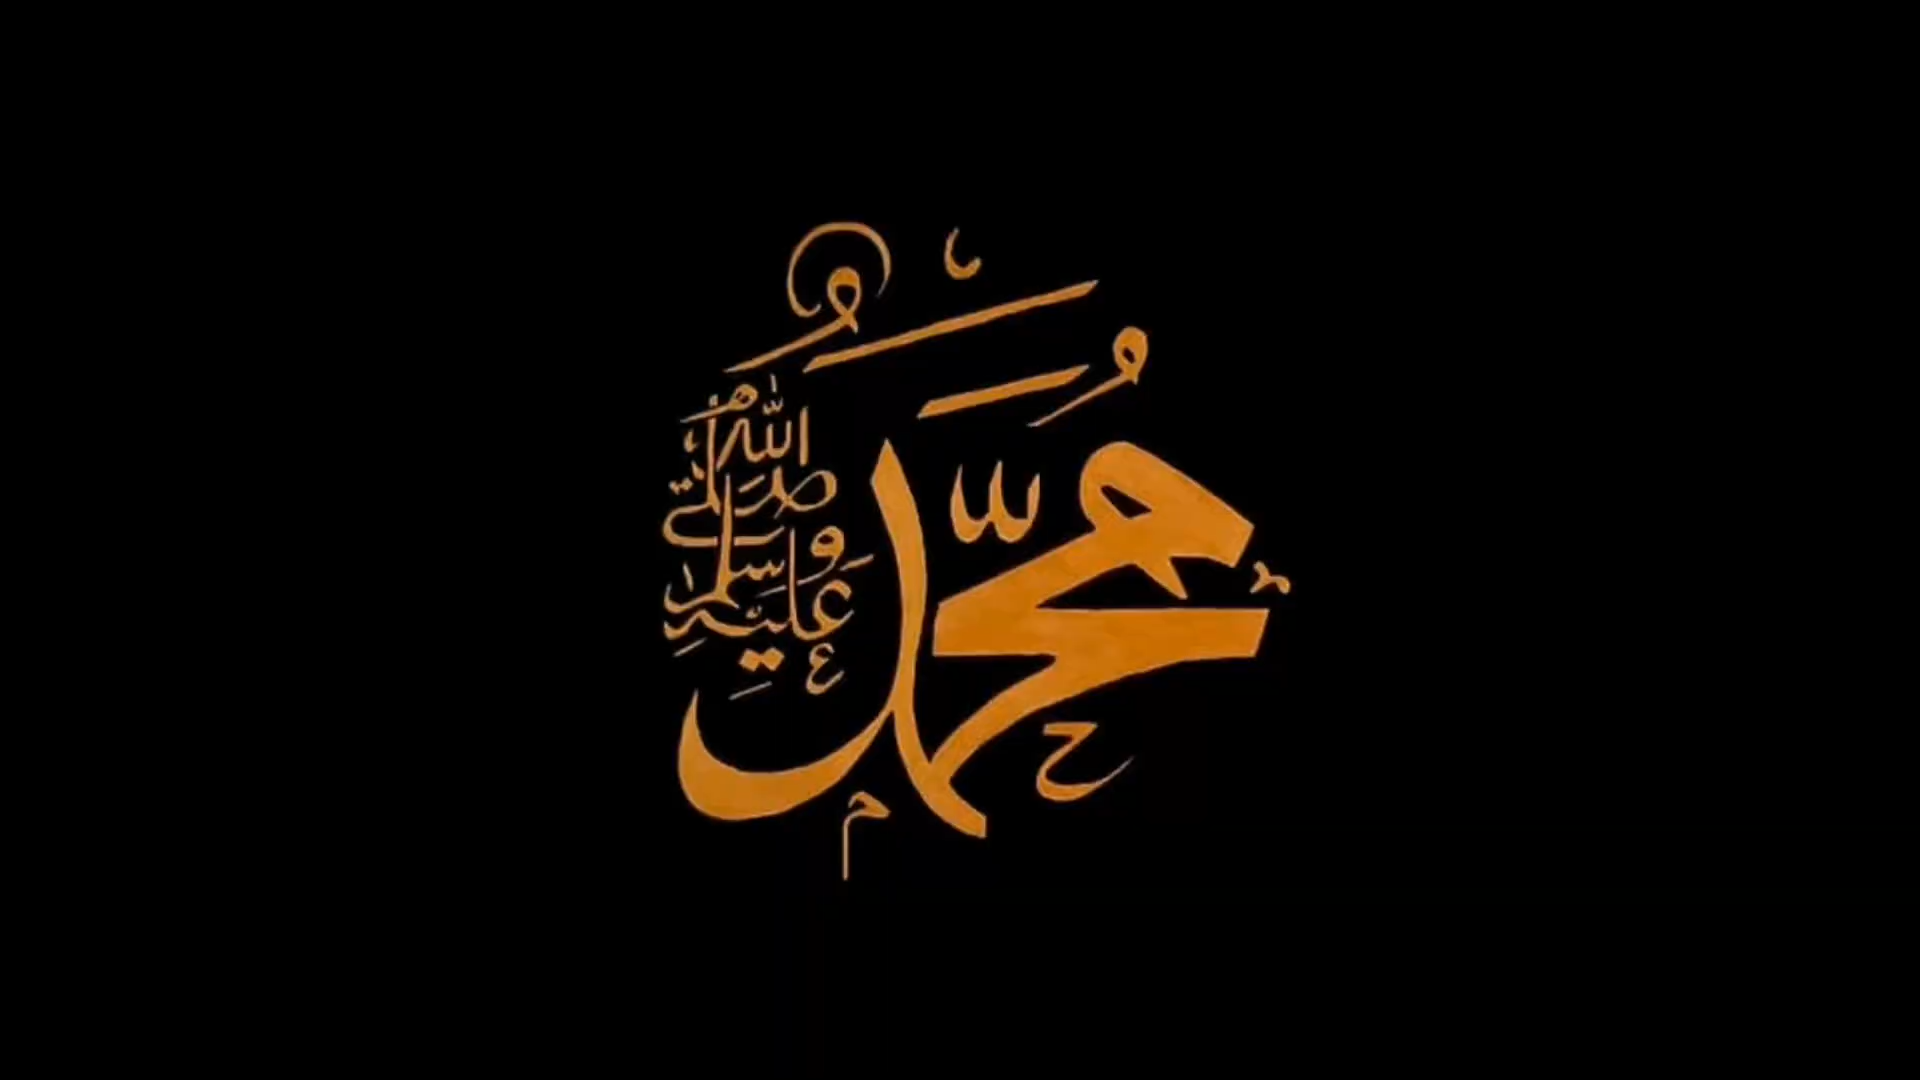 مُحَمَّدٌ
صَلَّى اللهُ عَلَيْهِ وَسَلَّمَ